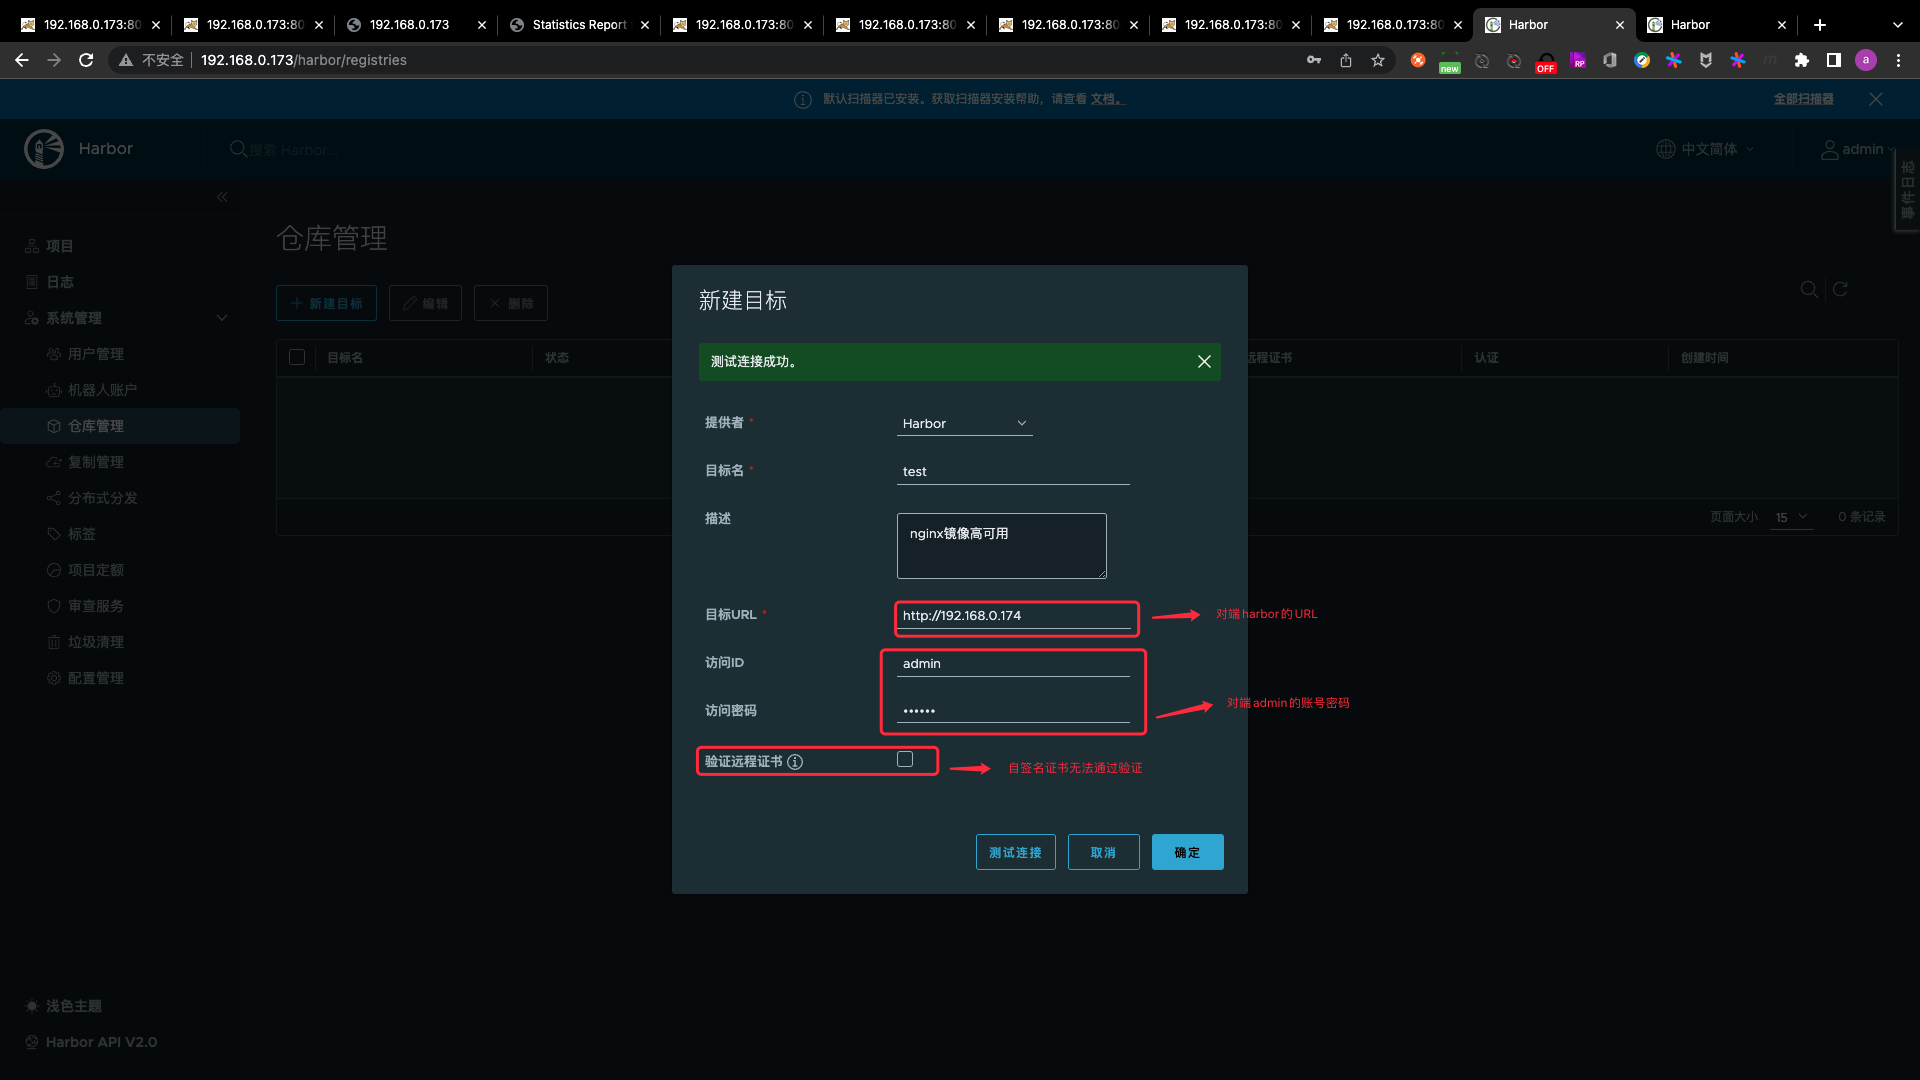 192.168.0.173:80
192.168.0.173:80
192.168.0.173
Statistics Report
192.168.0.173:80
192.168.0.173:80
192.168.0.173:80
192.168.0.173:80
192.168.0.173:80
Harbor
Harbor
不安全
192.168.0.173/harbor/registries
new
OFF
RP
a
默认扫描器已安装。获取扫描器安装帮助，请查看 文档。
全部扫描器
Harbor
搜索 Harbor...
中文简体
admin
事件日志
项目
日志
系统管理
用户管理
机器人账户
仓库管理
复制管理
分布式分发
标签
项目定额
审查服务
垃圾清理
配置管理
浅色主题
Harbor API V2.0
仓库管理
新建目标
编辑
删除
目标名
状态
远程证书
认证
创建时间
页面大小
15
0 条记录
新建目标
测试连接成功。
提供者 *
Harbor
目标名 *
test
描述
nginx镜像高可用
目标URL *
http://192.168.0.174
对端harbor的URL
访问ID
admin
访问密码
••••••
对端admin的账号密码
验证远程证书
自签名证书无法通过验证
测试连接
取消
确定